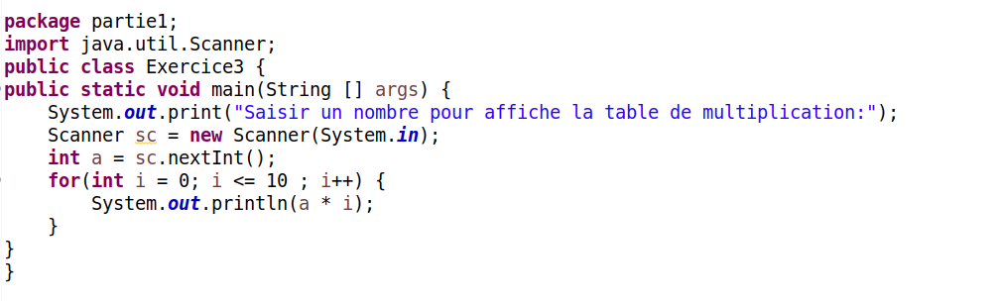 package partie1;
import java.util.Scanner;
public class Exercice3 {
public static void main(String [] args) {
    System.out.print("Saisir un nombre pour affiche la table de multiplication:");
    Scanner sc = new Scanner(System.in);
    int a = sc.nextInt();
    for(int i = 0; i <= 10 ; i++) {
        System.out.println(a * i);
    }
}
}